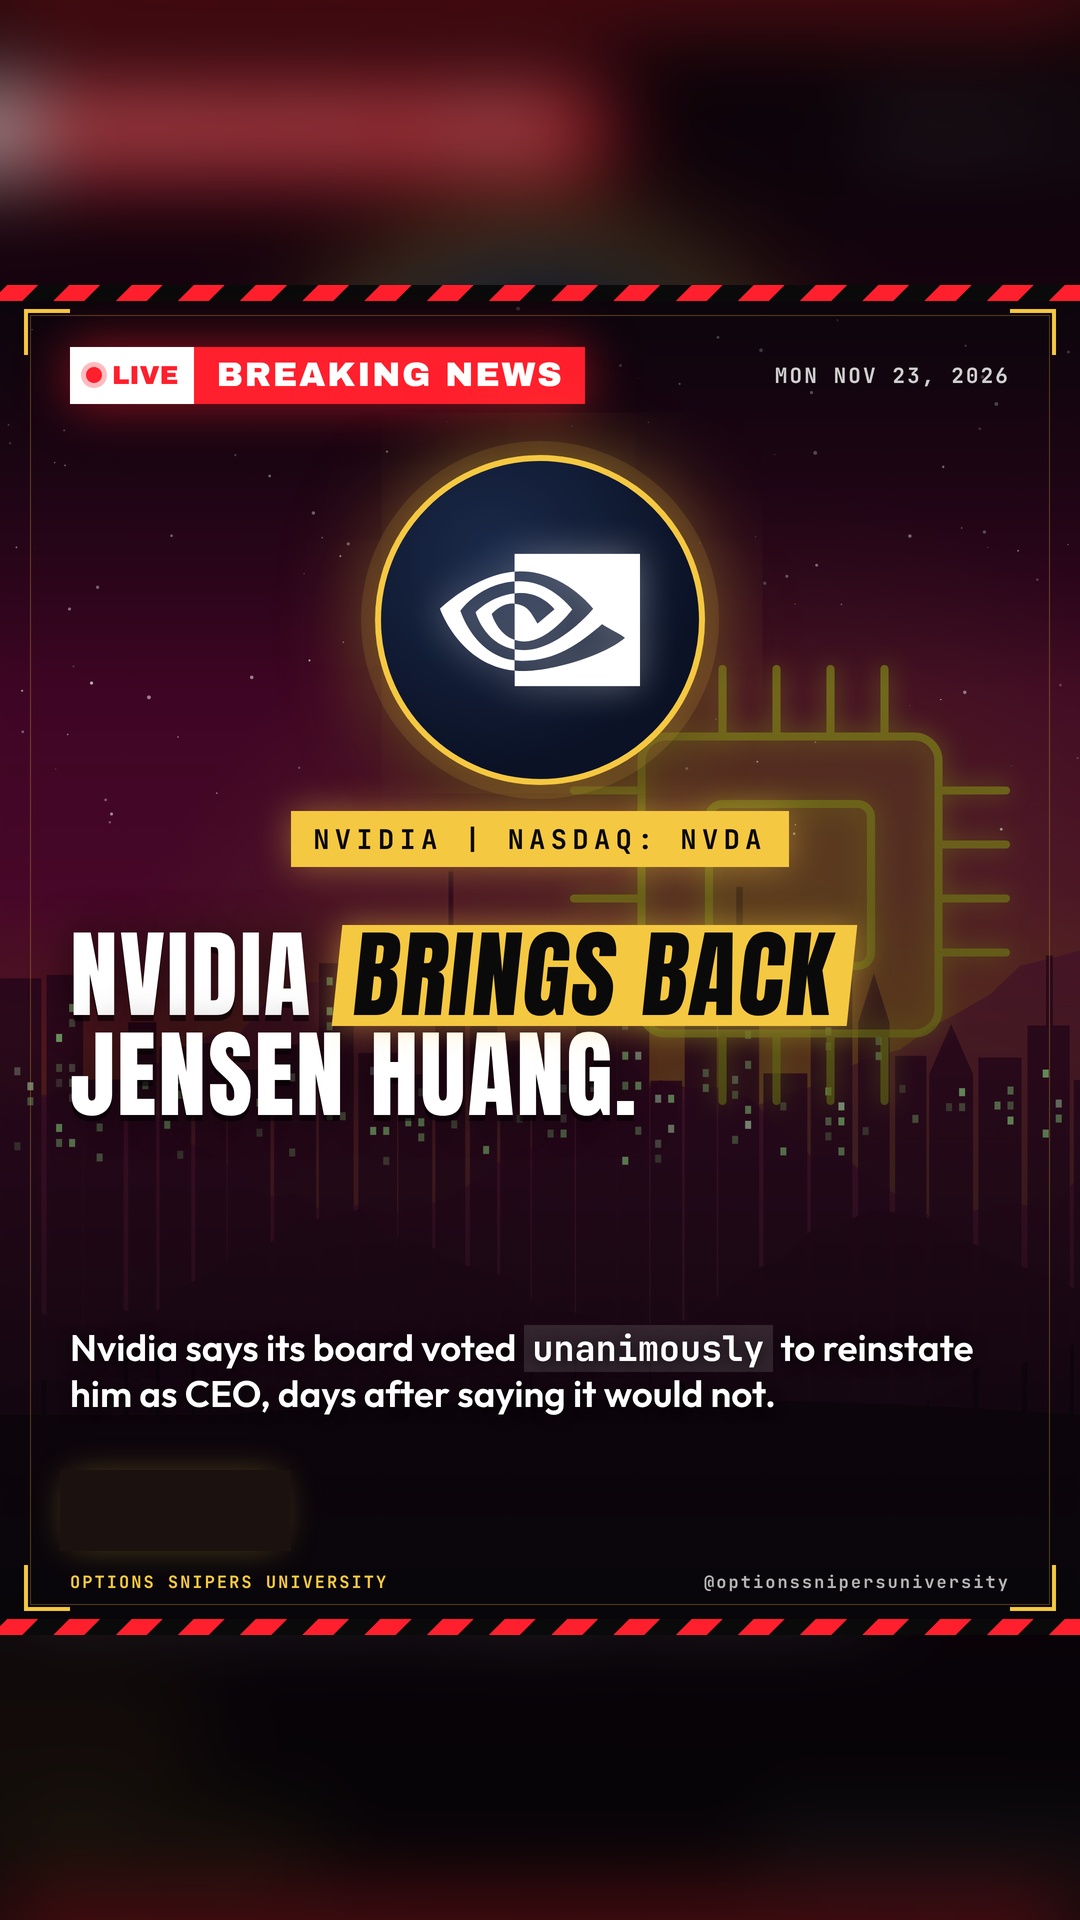 LIVE BREAKING NEWS
MON NOV 23, 2026
NVIDIA | NASDAQ: NVDA
NVIDIA BRINGS BACK
JENSEN HUANG.
Nvidia says its board voted unanimously to reinstate
him as CEO, days after saying it would not.
OPTIONS SNIPERS UNIVERSITY
@optionssnipersuniversity